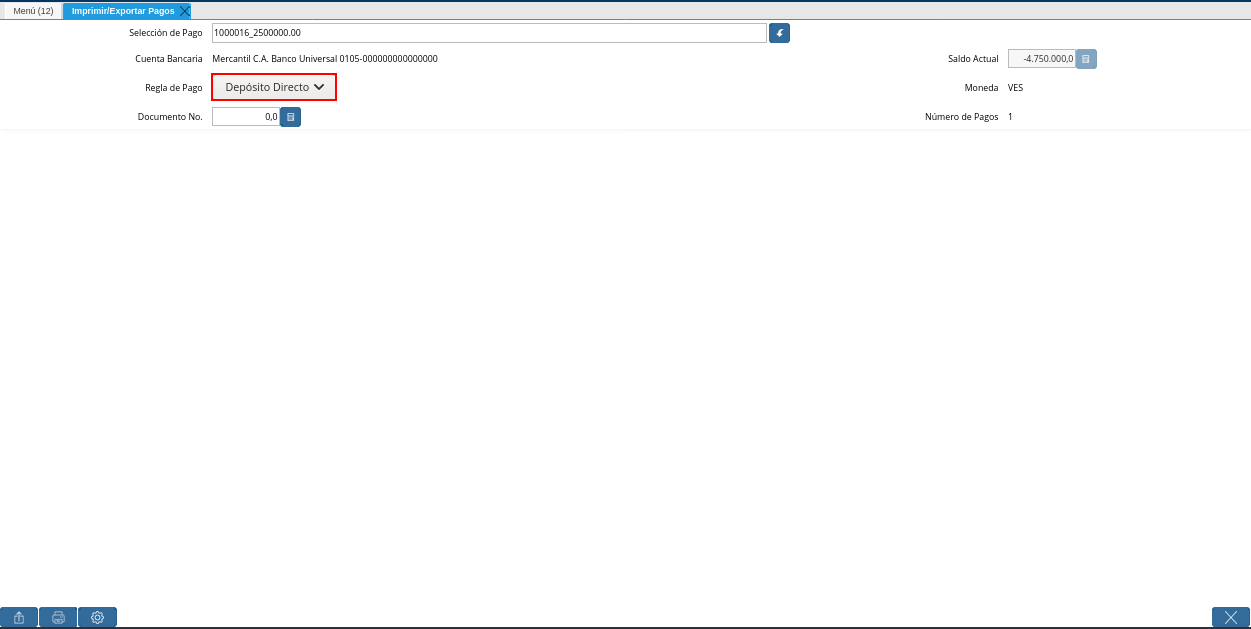 Menú (12) Imprimir/Exportar Pagos
Selección de Pago 1000016_2500000.00
Cuenta Bancaria Mercantil C.A. Banco Universal 0105-000000000000000 Saldo Actual -4.750.000,0
Regla de Pago Depósito Directo Moneda VES
Documento No. 0,0 Número de Pagos 1